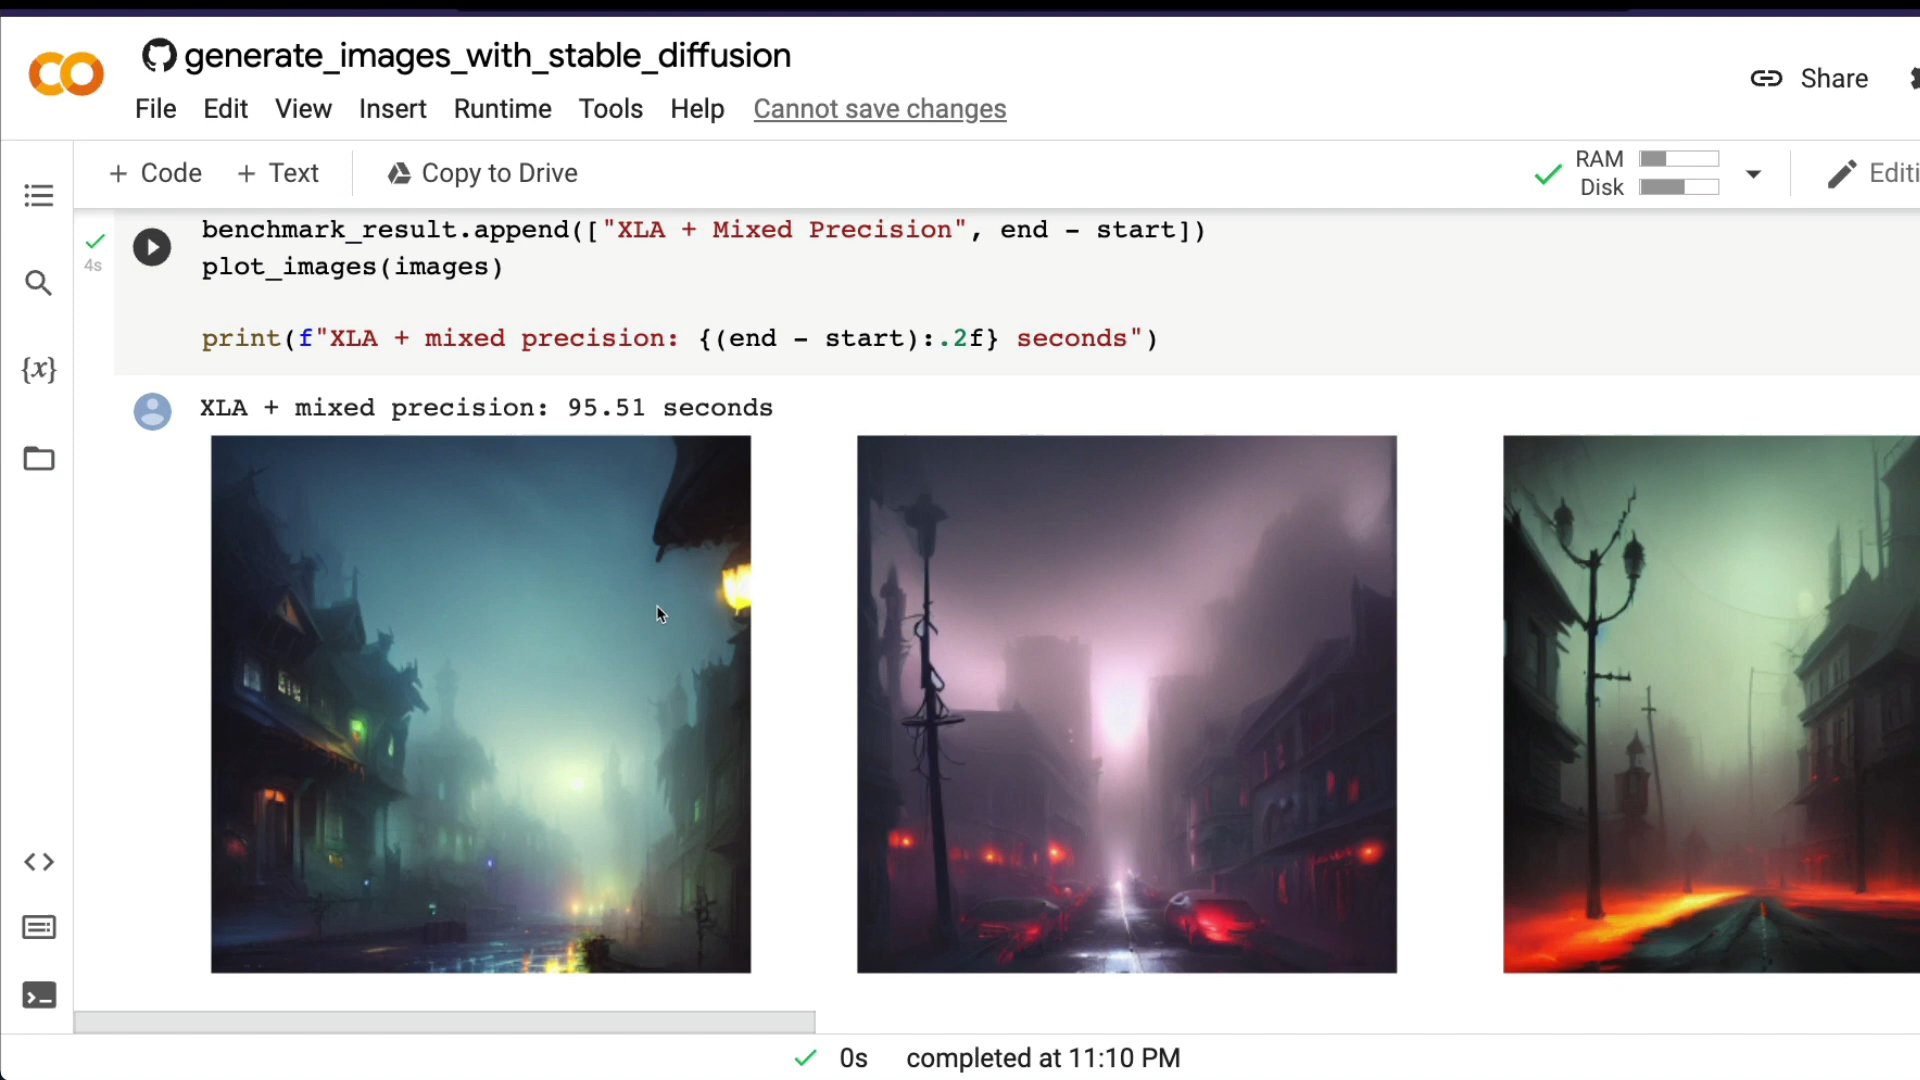 generate_images_with_stable_diffusion
File Edit View Insert Runtime Tools Help Cannot save changes
Share
+ Code + Text Copy to Drive
RAM
Disk
Editi
4s
benchmark_result.append(["XLA + Mixed Precision", end - start])
plot_images(images)
print(f"XLA + mixed precision: {(end - start):.2f} seconds")
{x}
XLA + mixed precision: 95.51 seconds
0s completed at 11:10 PM